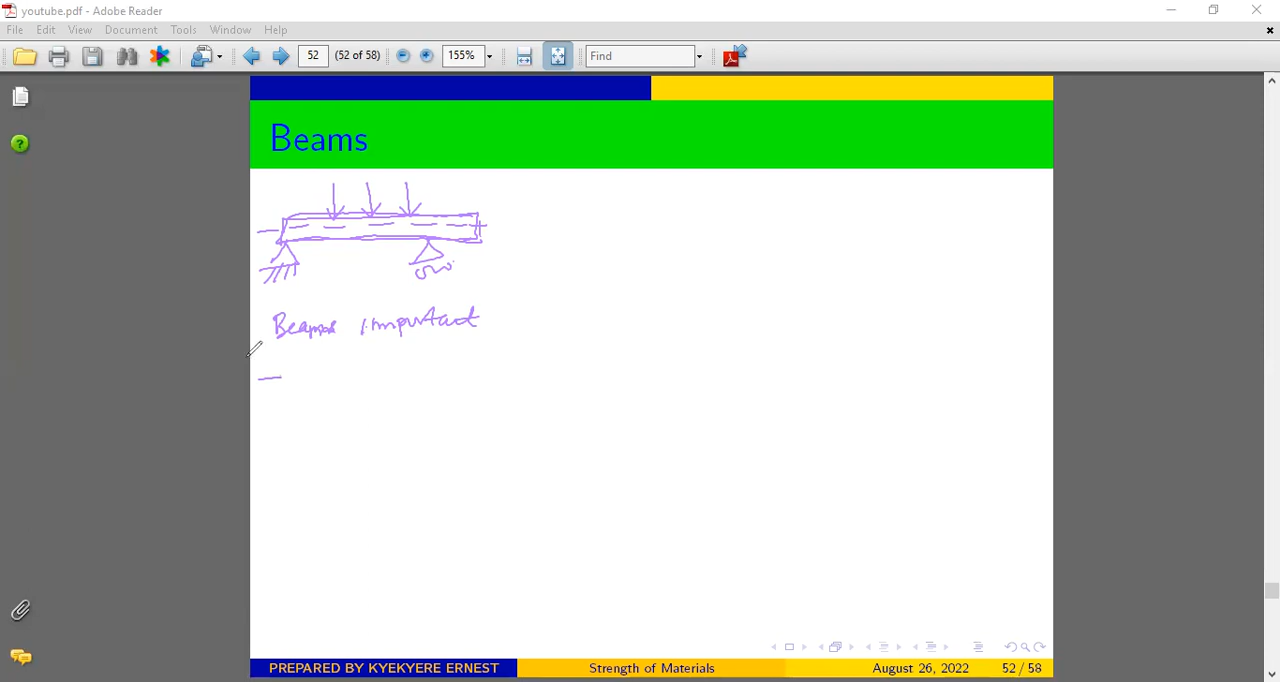 youtube.pdf - Adobe Reader
File Edit View Document Tools Window Help
52 (52 of 58) 155% Find
Beams
Beams important
PREPARED BY KYEKYERE ERNEST Strength of Materials August 26, 2022 52 / 58